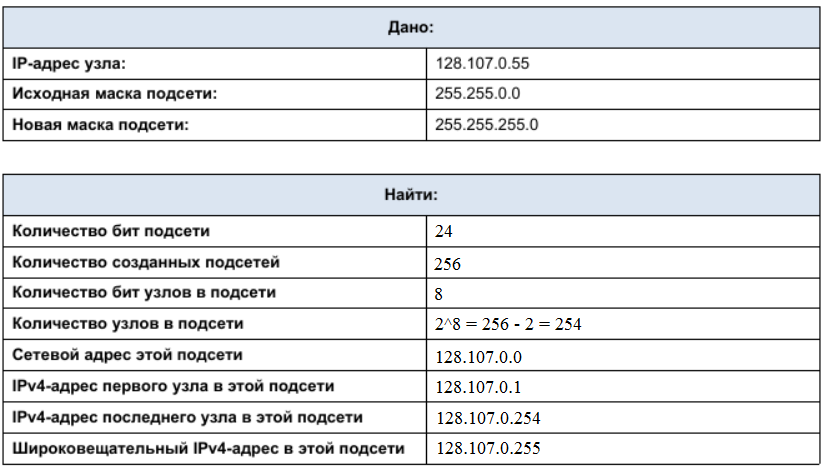 Дано:
IP-адрес узла: 128.107.0.55
Исходная маска подсети: 255.255.0.0
Новая маска подсети: 255.255.255.0
Найти:
Количество бит подсети 24
Количество созданных подсетей 256
Количество бит узлов в подсети 8
Количество узлов в подсети 2^8 = 256 - 2 = 254
Сетевой адрес этой подсети 128.107.0.0
IPv4-адрес первого узла в этой подсети 128.107.0.1
IPv4-адрес последнего узла в этой подсети 128.107.0.254
Широковещательный IPv4-адрес в этой подсети 128.107.0.255